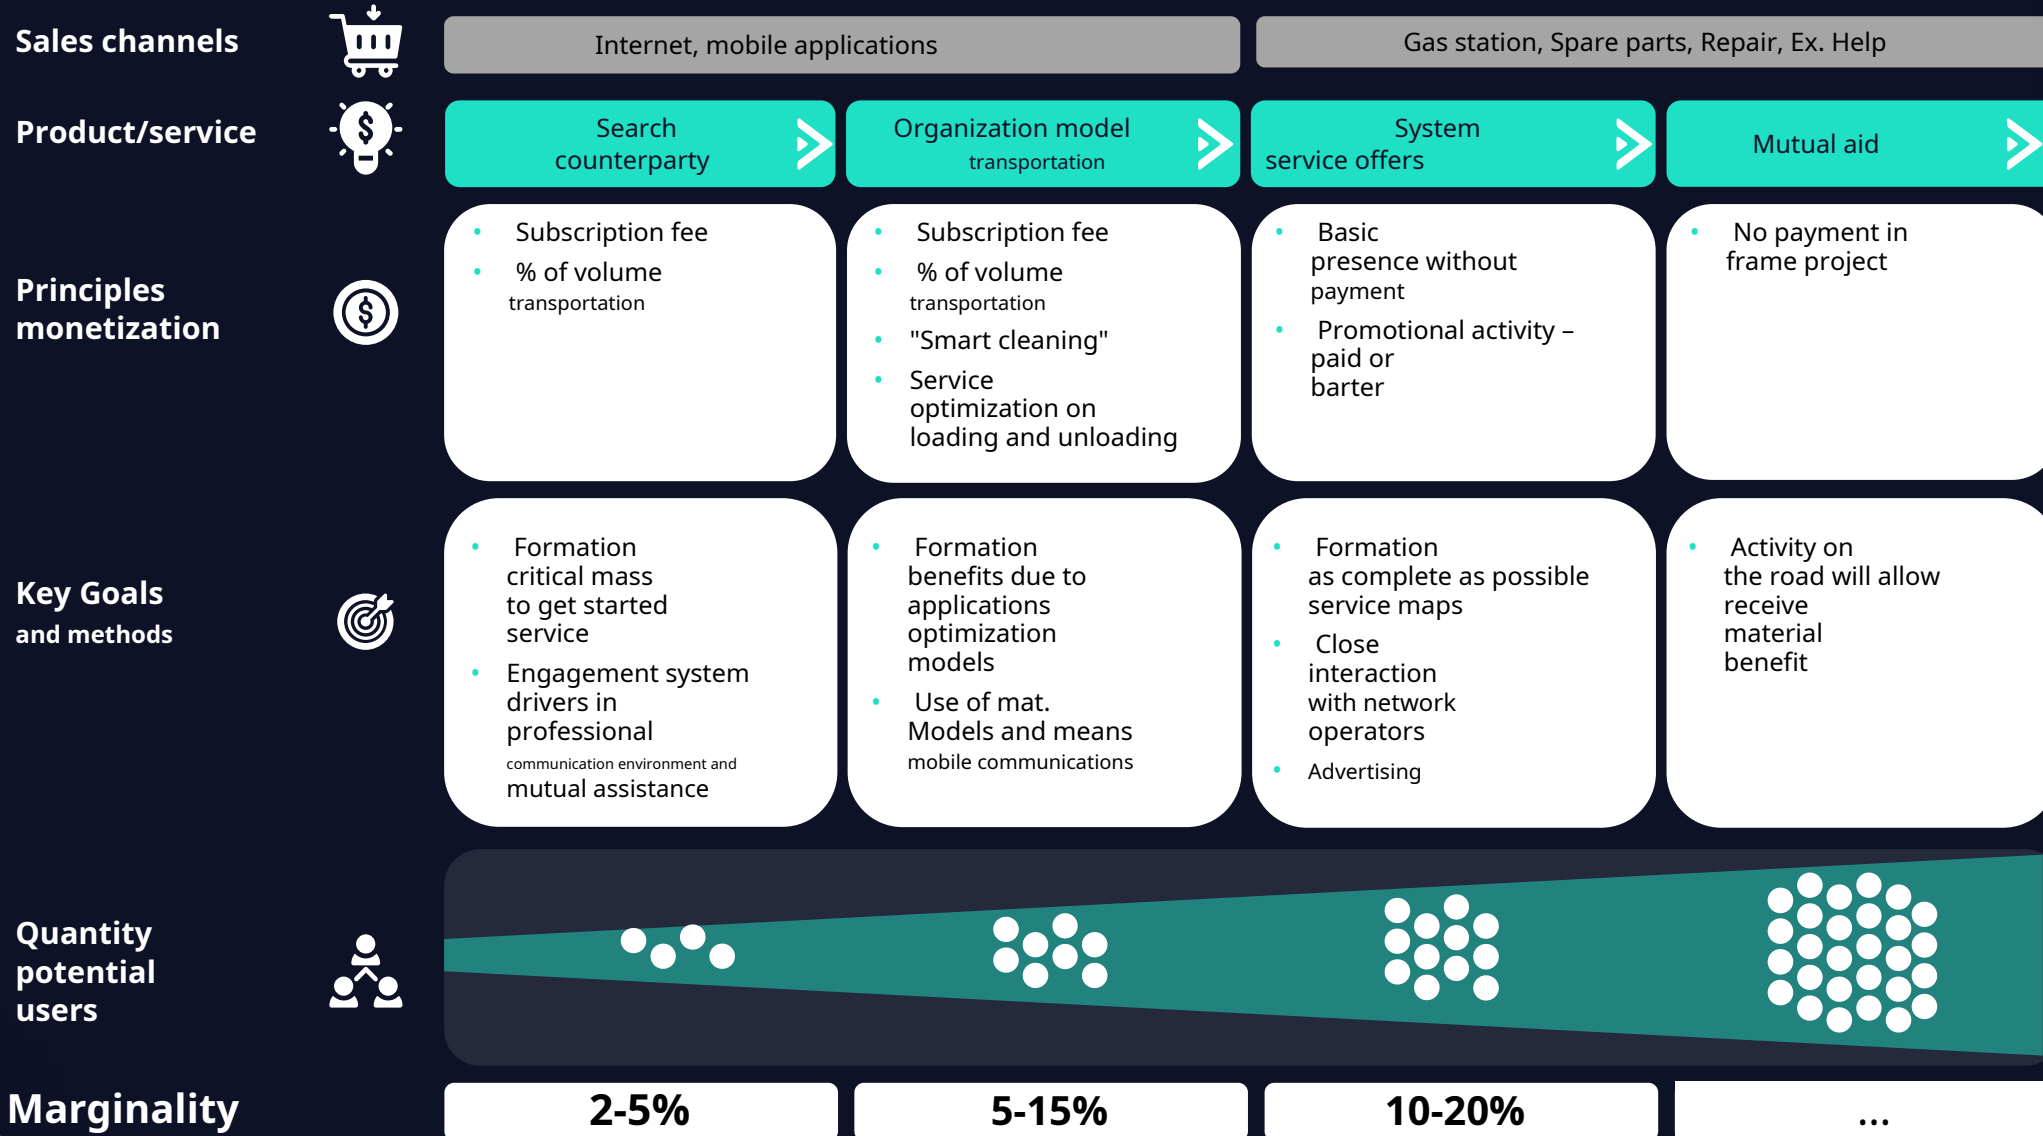 Sales channels
Internet, mobile applications
Gas station, Spare parts, Repair, Ex. Help
Product/service
Search
counterparty
Organization model
transportation
System
service offers
Mutual aid
Principles
monetization
• Subscription fee
• % of volume
transportation
• Subscription fee
• % of volume
transportation
• "Smart cleaning"
• Service
optimization on
loading and unloading
• Basic
presence without
payment
• Promotional activity –
paid or
barter
• No payment in
frame project
Key Goals
and methods
• Formation
critical mass
to get started
service
• Engagement system
drivers in
professional
communication environment and
mutual assistance
• Formation
benefits due to
applications
optimization
models
• Use of mat.
Models and means
mobile communications
• Formation
as complete as possible
service maps
• Close
interaction
with network
operators
• Advertising
• Activity on
the road will allow
receive
material
benefit
Quantity
potential
users
Marginality
2-5%
5-15%
10-20%
...